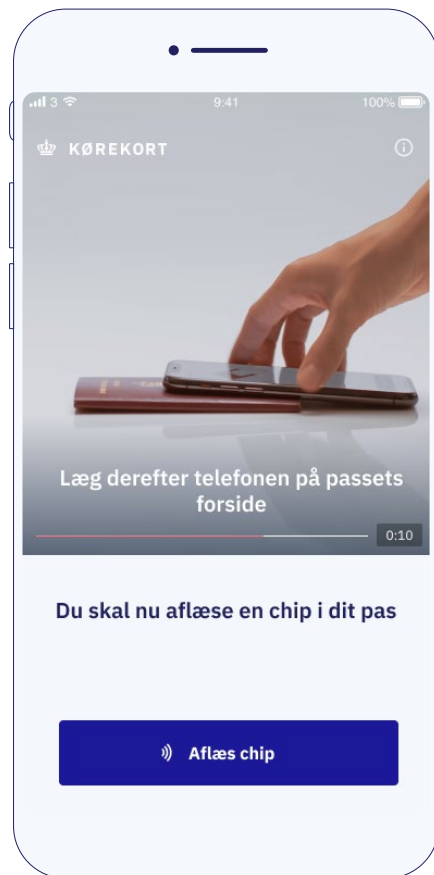 3 9:41 100%
KØREKORT
Læg derefter telefonen på passets
forside
0:10
Du skal nu aflæse en chip i dit pas
Aflæs chip